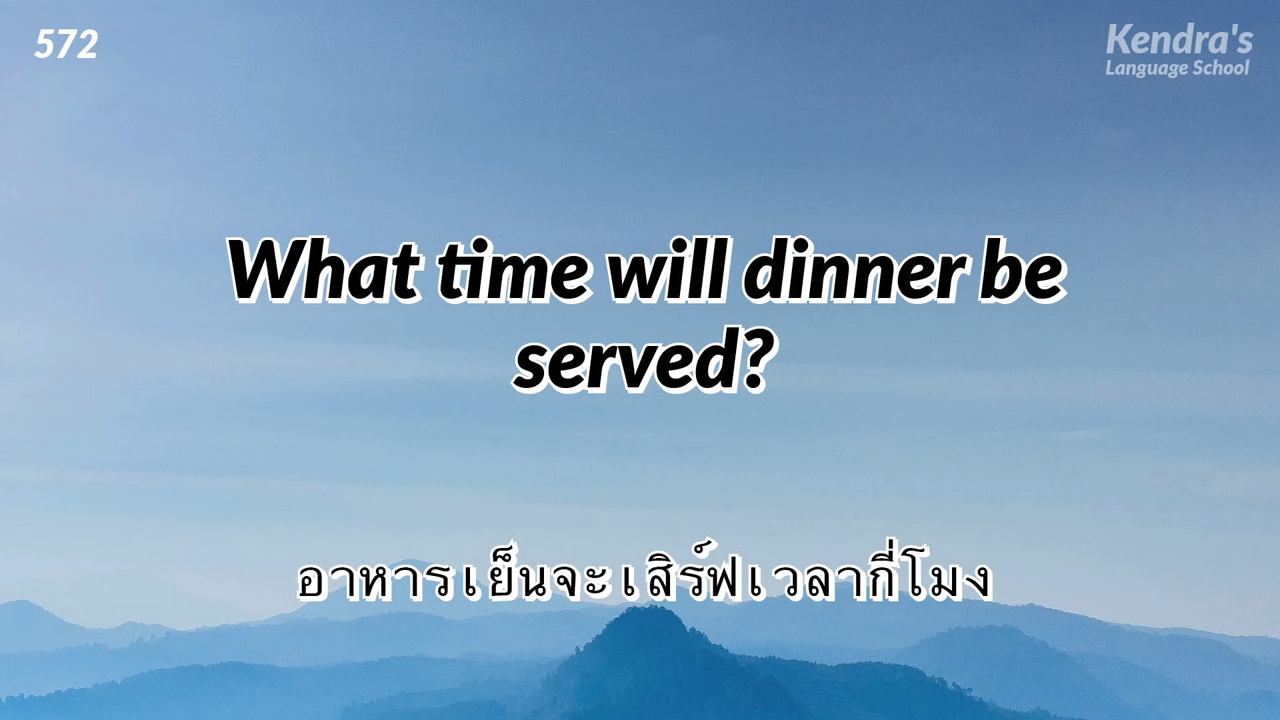 572
Kendra's
Language School
What time will dinner be
served?
อาหารเย็นจะเสิร์ฟเวลากี่โมง